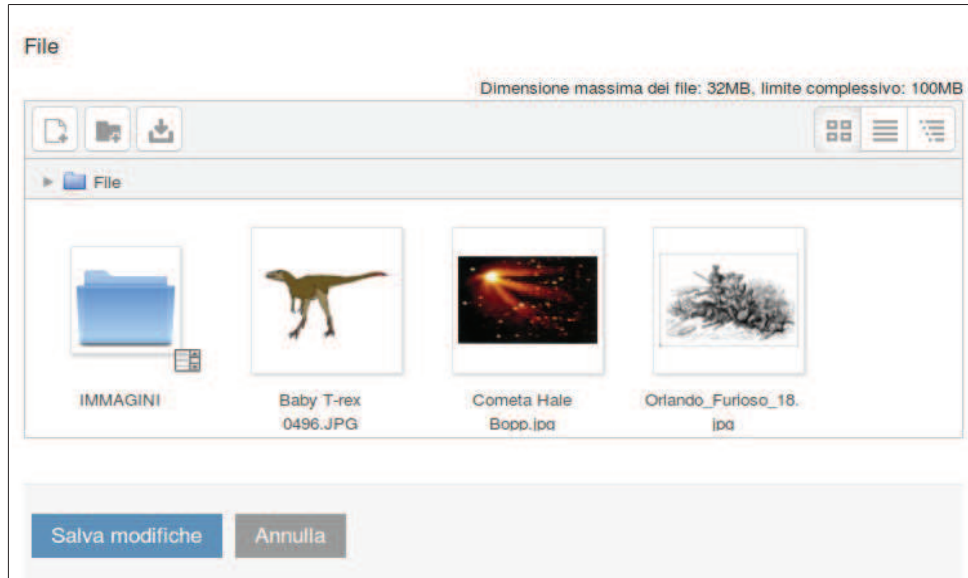 File
Dimensione massima dei file: 32MB, limite complessivo: 100MB
File
IMMAGINI
Baby T-rex
0496.JPG
Cometa Hale
Bopp.jpg
Orlando_Furioso_18.
jpg
Salva modifiche
Annulla